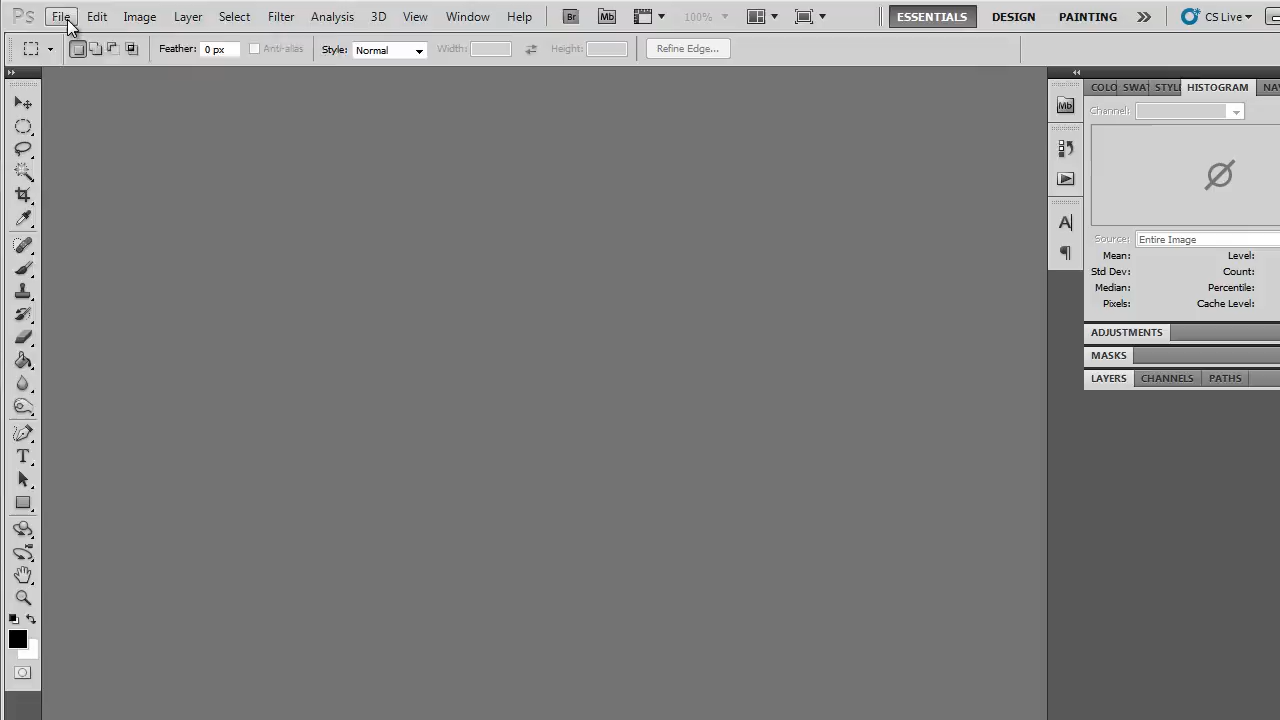 Ps File Edit Image Layer Select Filter Analysis 3D View Window Help Br Mb 100% ESSENTIALS DESIGN PAINTING CS Live
Feather: 0 px Anti-alias Style: Normal Width: Height: Refine Edge...
COLO SWAT STYL HISTOGRAM NA
Mb
Channel:
A
Source: Entire Image
Mean: Level:
Std Dev: Count:
Median: Percentile:
Pixels: Cache Level:
ADJUSTMENTS
MASKS
LAYERS CHANNELS PATHS
T